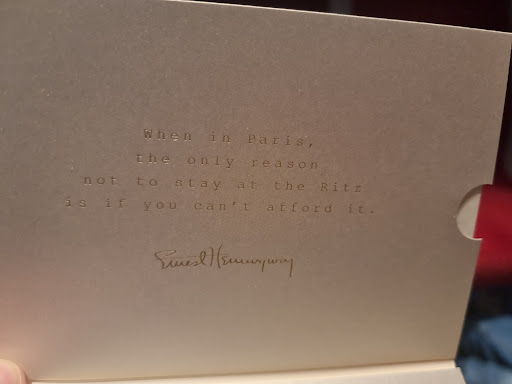 When in Paris,
the only reason
not to stay at the Ritz
is if you can't afford it.
Ernest Hemingway